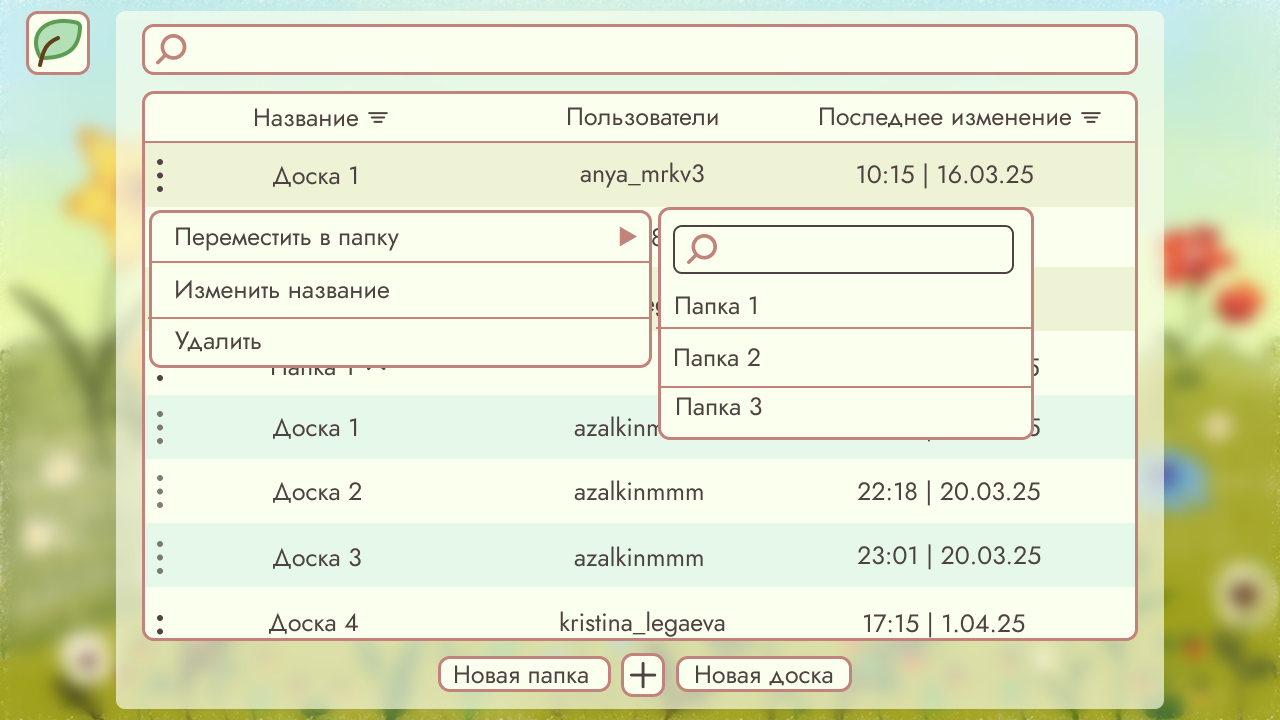 Название Пользователи Последнее изменение
Доска 1 anya_mrkv3 10:15 | 16.03.25
Переместить в папку
Изменить название
Удалить
Папка 1
Папка 2
Папка 3
Папка 1
Доска 1 azalkinm
Доска 2 azalkinmmm 22:18 | 20.03.25
Доска 3 azalkinmmm 23:01 | 20.03.25
Доска 4 kristina_legaeva 17:15 | 1.04.25
Новая папка + Новая доска